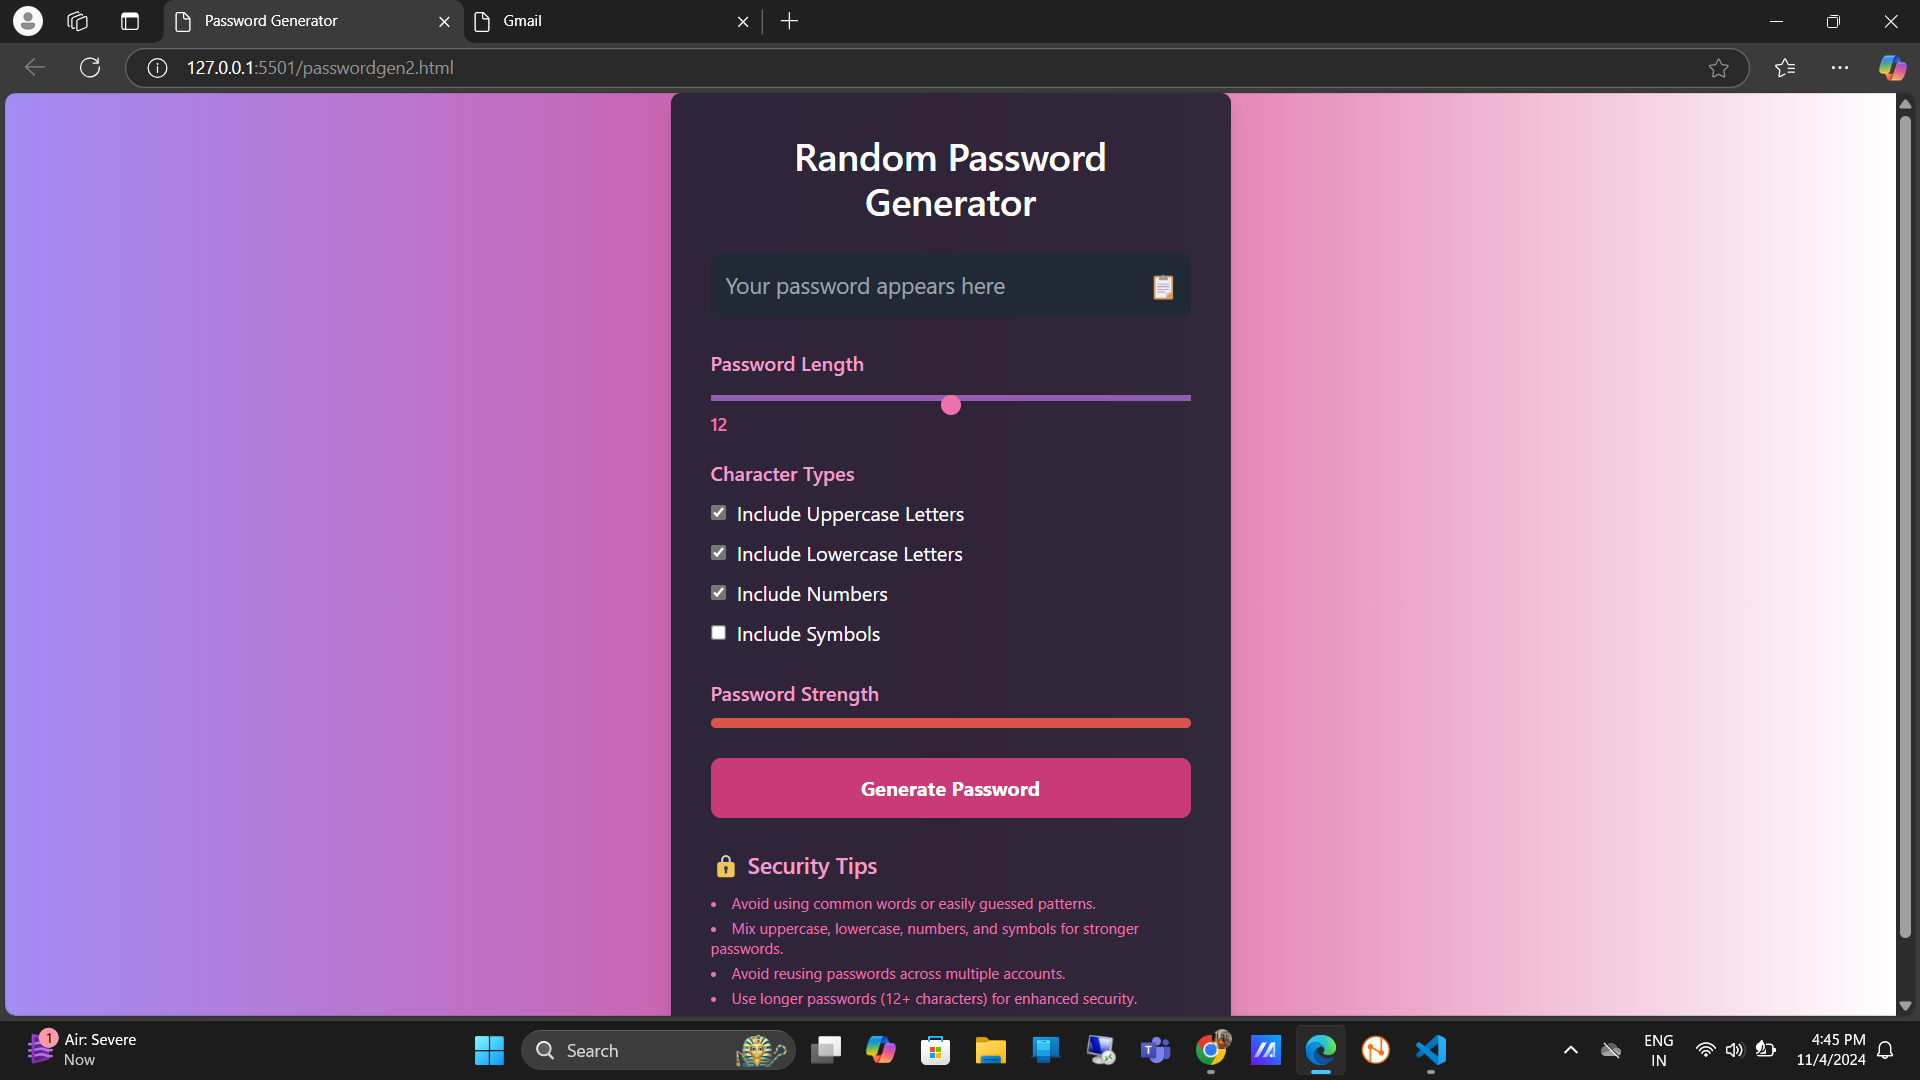 Password Generator
Gmail
127.0.0.1:5501/passwordgen2.html
Random Password
Generator
Your password appears here
Password Length
12
Character Types
Include Uppercase Letters
Include Lowercase Letters
Include Numbers
Include Symbols
Password Strength
Generate Password
Security Tips
• Avoid using common words or easily guessed patterns.
• Mix uppercase, lowercase, numbers, and symbols for stronger
passwords.
• Avoid reusing passwords across multiple accounts.
• Use longer passwords (12+ characters) for enhanced security.
1
Air: Severe
Now
Search
T
ENG
IN
4:45 PM
11/4/2024